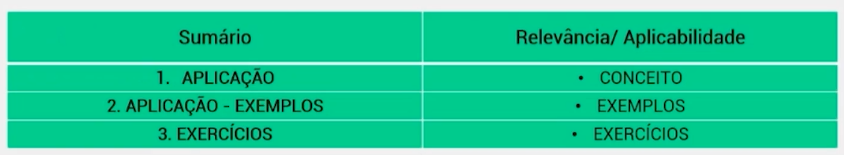 Sumário
Relevância/ Aplicabilidade
1. APLICAÇÃO
• CONCEITO
2. APLICAÇÃO - EXEMPLOS
• EXEMPLOS
3. EXERCÍCIOS
• EXERCÍCIOS